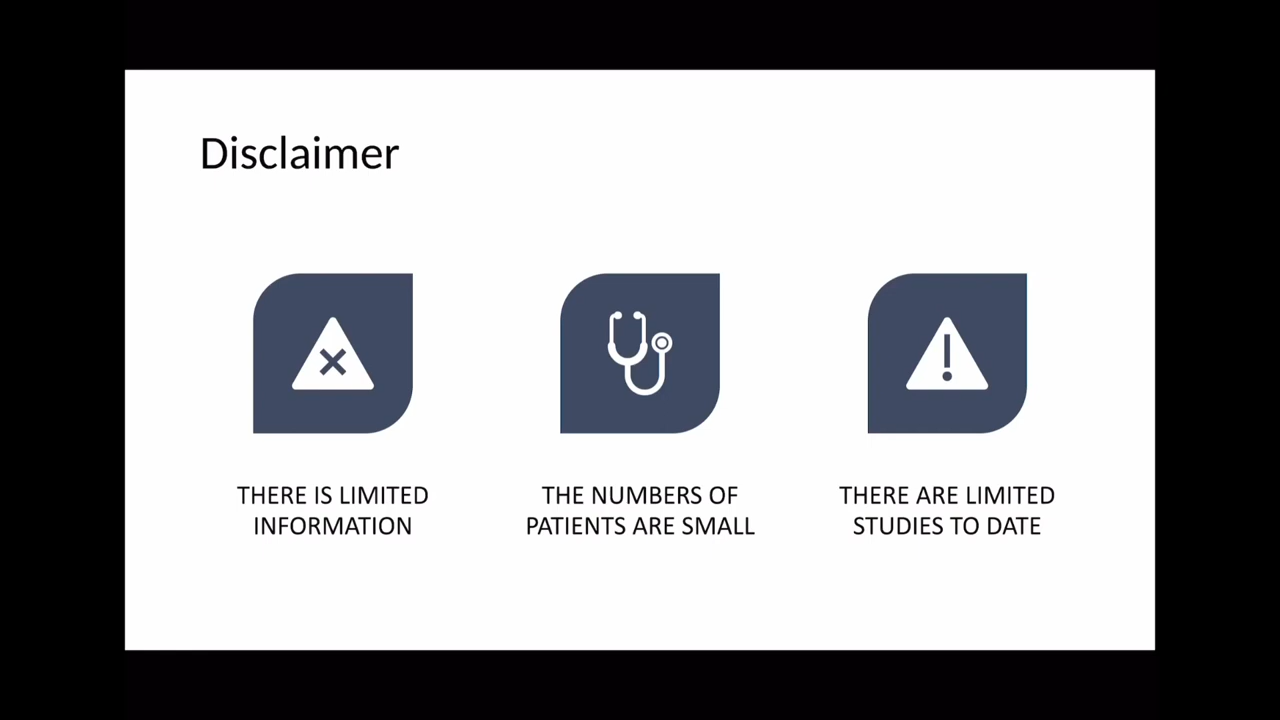 Disclaimer
THERE IS LIMITED
INFORMATION
THE NUMBERS OF
PATIENTS ARE SMALL
THERE ARE LIMITED
STUDIES TO DATE